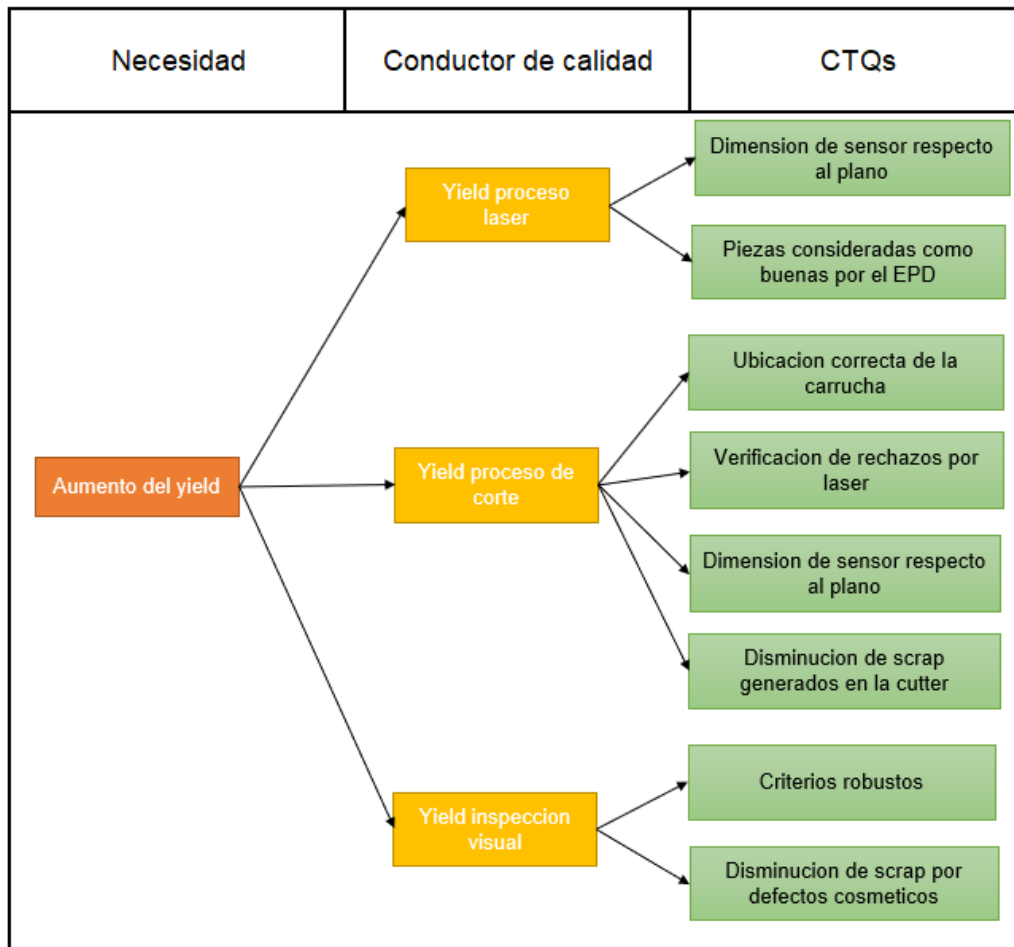 Necesidad
Conductor de calidad
CTQs
Aumento del yield
Yield proceso
laser
Dimension de sensor respecto
al plano
Piezas consideradas como
buenas por el EPD
Yield proceso de
corte
Ubicacion correcta de la
carrucha
Verificacion de rechazos por
laser
Dimension de sensor respecto
al plano
Disminucion de scrap
generados en la cutter
Yield inspeccion
visual
Criterios robustos
Disminucion de scrap por
defectos cosmeticos